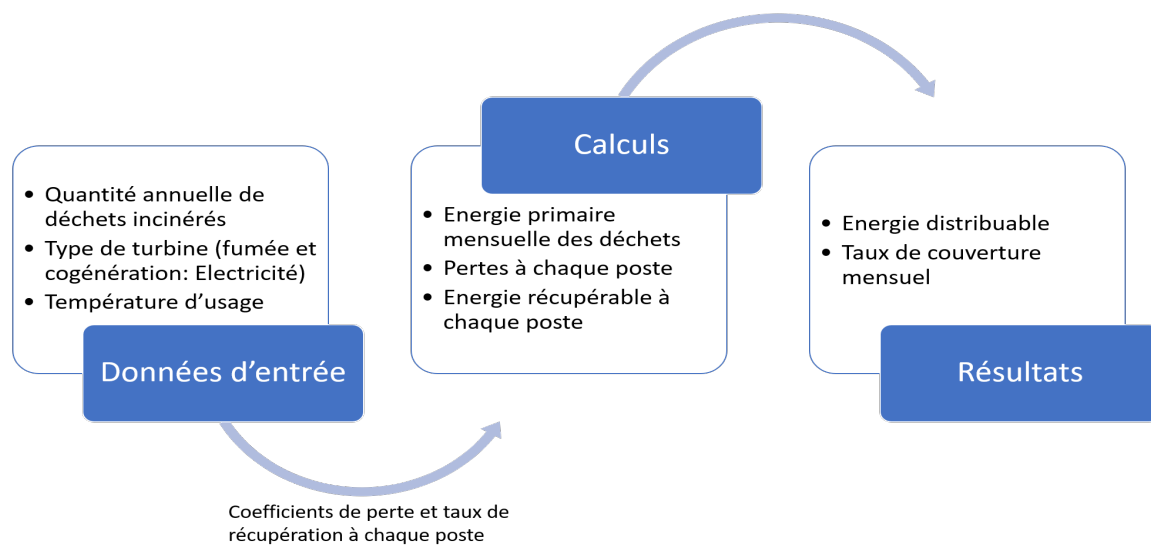 • Quantité annuelle de
déchets incinérés
• Type de turbine (fumée et
cogénération: Electricité)
• Température d’usage
Données d’entrée
Coefficients de perte et taux de
récupération à chaque poste
Calculs
• Energie primaire
mensuelle des déchets
• Pertes à chaque poste
• Energie récupérable à
chaque poste
• Energie distribuable
• Taux de couverture
mensuel
Résultats